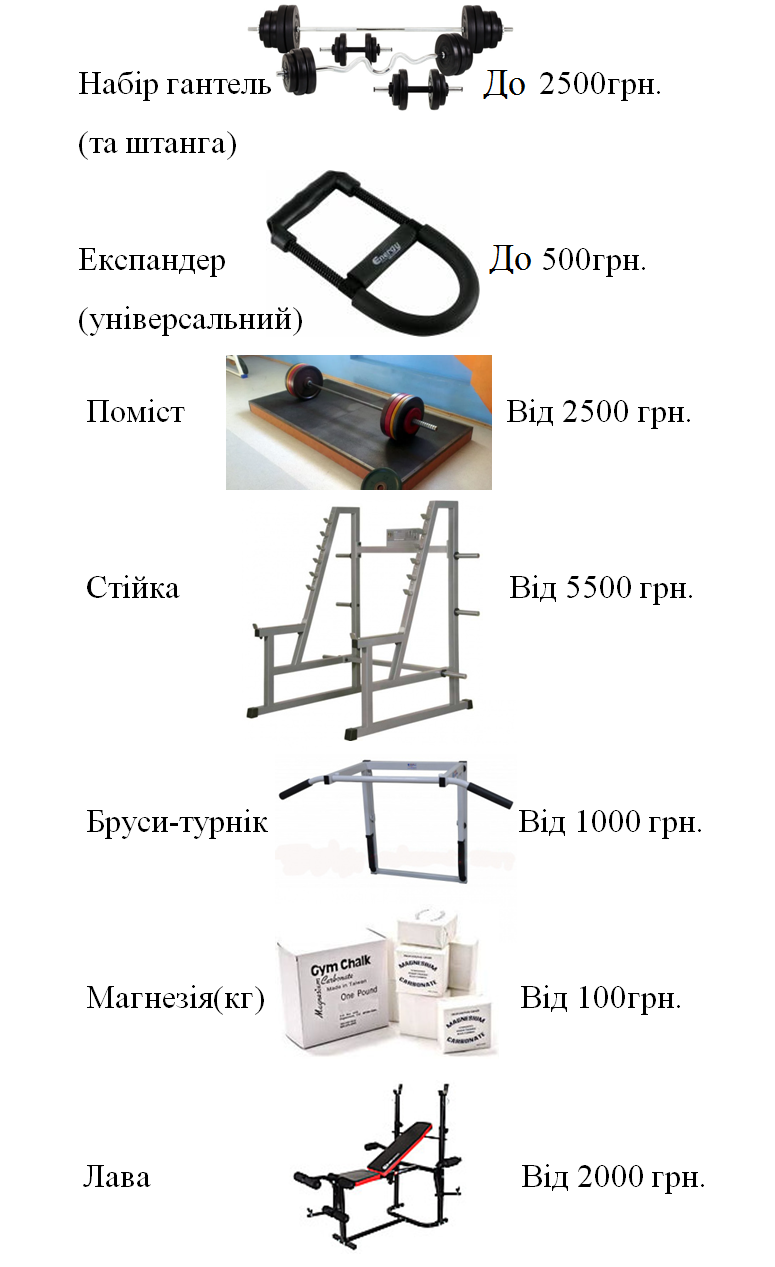 Набір гантель До 2500грн.
(та штанга)
Energy
Експандер До 500грн.
(універсальний)
Поміст Від 2500 грн.
Стійка Від 5500 грн.
Бруси-турнік Від 1000 грн.
Gym Chalk
Magnesium Carbonate
Made in Taiwan
One Pound
MAGNESIUM
CARBONATE
MAGNESIUM
CARBONATE
Магнезія(кг) Від 100грн.
Лава Від 2000 грн.